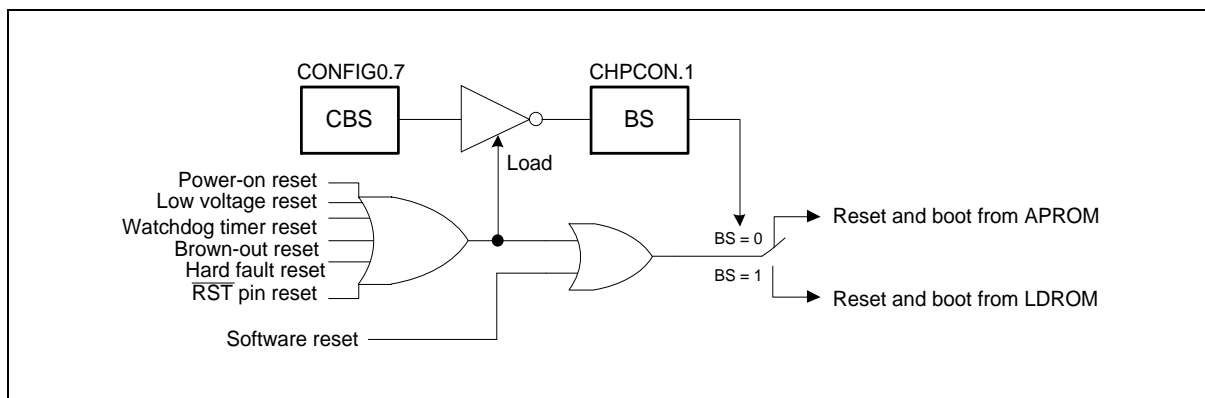 CONFIG0.7
CHPCON.1
CBS
BS
Load
Power-on reset
Low voltage reset
Watchdog timer reset
Brown-out reset
Hard fault reset
RST pin reset
Software reset
BS = 0
BS = 1
Reset and boot from APROM
Reset and boot from LDROM